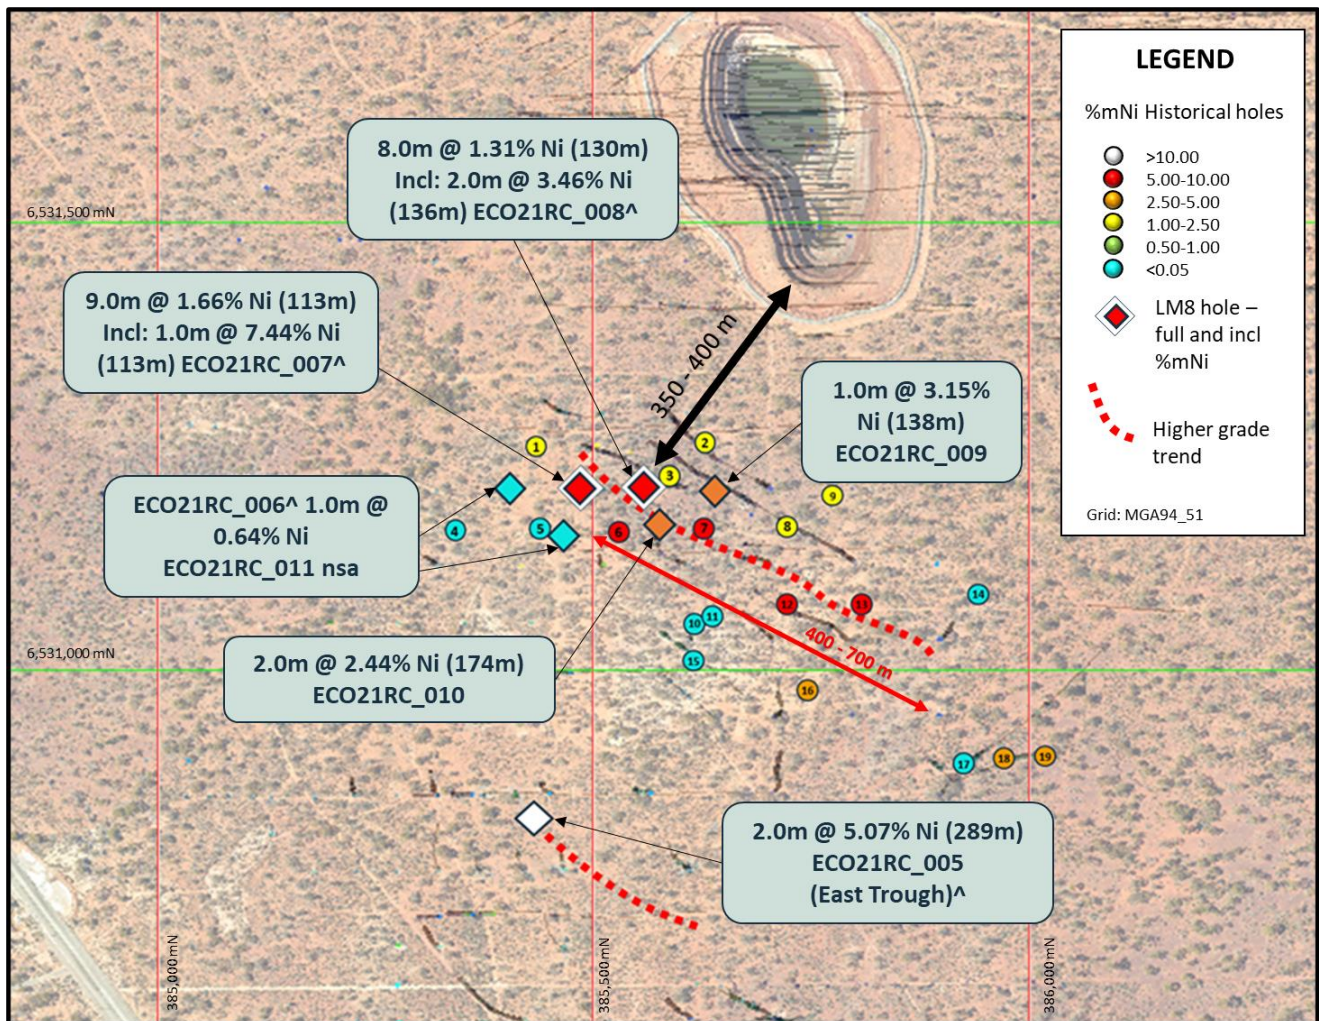 LEGEND
%mNi Historical holes
>10.00
5.00-10.00
2.50-5.00
1.00-2.50
0.50-1.00
<0.05
LM8 hole –
full and incl
%mNi
Higher grade
trend
Grid: MGA94_51
8.0m @ 1.31% Ni (130m)
Incl: 2.0m @ 3.46% Ni
(136m) ECO21RC_008^
6,531,500 mN
9.0m @ 1.66% Ni (113m)
Incl: 1.0m @ 7.44% Ni
(113m) ECO21RC_007^
350 - 400 m
1.0m @ 3.15%
Ni (138m)
ECO21RC_009
1
2
3
9
ECO21RC_006^ 1.0m @
0.64% Ni
ECO21RC_011 nsa
4
5
6
7
8
14
12
13
10
11
400 - 700 m
6,531,000 mN
15
2.0m @ 2.44% Ni (174m)
ECO21RC_010
16
17
18
19
2.0m @ 5.07% Ni (289m)
ECO21RC_005
(East Trough)^
385,000 mN
385,500 mN
386,000 mN